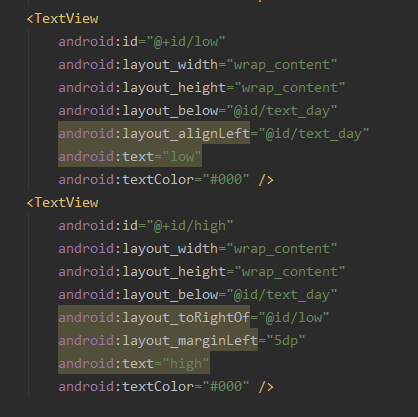 <TextView
android:id="@+id/low"
android:layout_width="wrap_content"
android:layout_height="wrap_content"
android:layout_below="@id/text_day"
android:layout_alignLeft="@id/text_day"
android:text="low"
android:textColor="#000" />
<TextView
android:id="@+id/high"
android:layout_width="wrap_content"
android:layout_height="wrap_content"
android:layout_below="@id/text_day"
android:layout_toRightOf="@id/low"
android:layout_marginLeft="5dp"
android:text="high"
android:textColor="#000" />